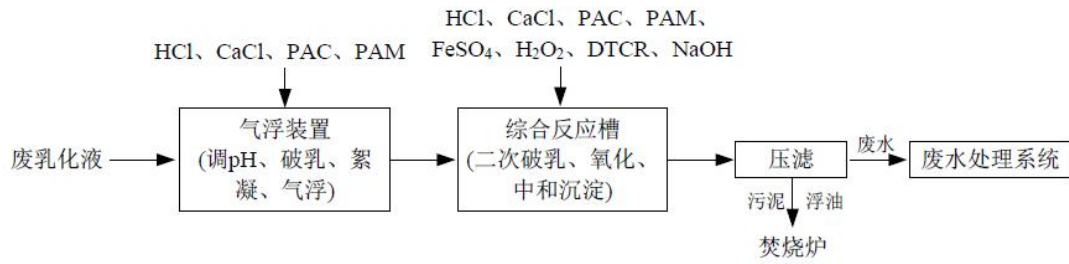 HCl、CaCl、PAC、PAM、
HCl、CaCl、PAC、PAM
FeSO₄、H₂O₂、DTCR、NaOH
废乳化液
气浮装置
(调pH、破乳、絮
凝、气浮)
综合反应槽
(二次破乳、氧化、
中和沉淀)
压滤
废水
废水处理系统
污泥
浮油
焚烧炉